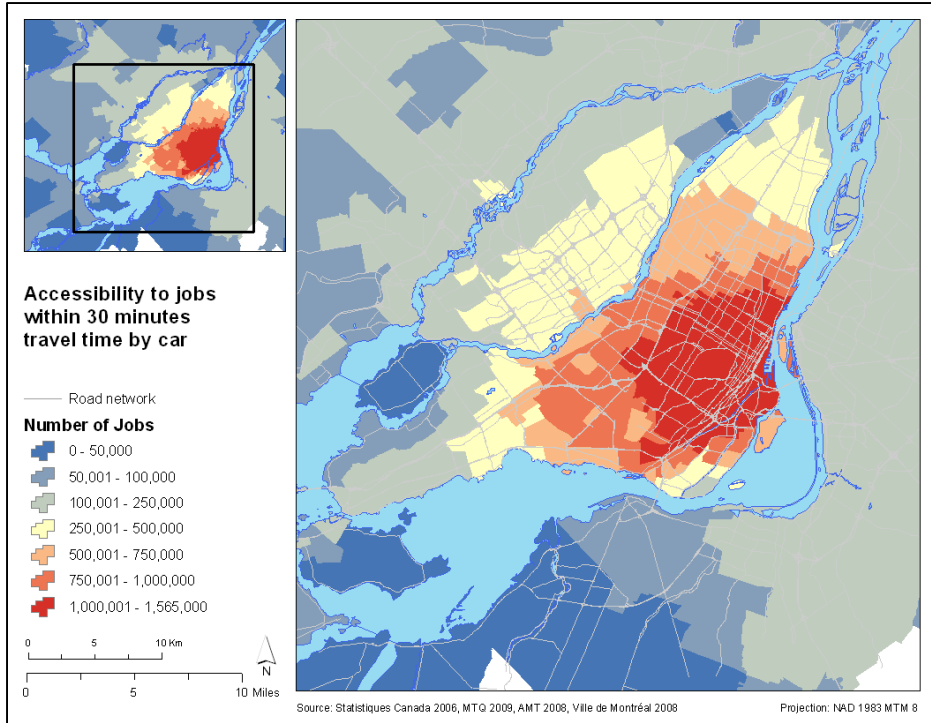 Accessibility to jobs
within 30 minutes
travel time by car
Road network
Number of Jobs
0 - 50,000
50,001 - 100,000
100,001 - 250,000
250,001 - 500,000
500,001 - 750,000
750,001 - 1,000,000
1,000,001 - 1,565,000
0 5 10 Km
N
0 5 10 Miles
Source: Statistiques Canada 2006, MTQ 2009, AMT 2008, Ville de Montréal 2008
Projection: NAD 1983 MTM 8